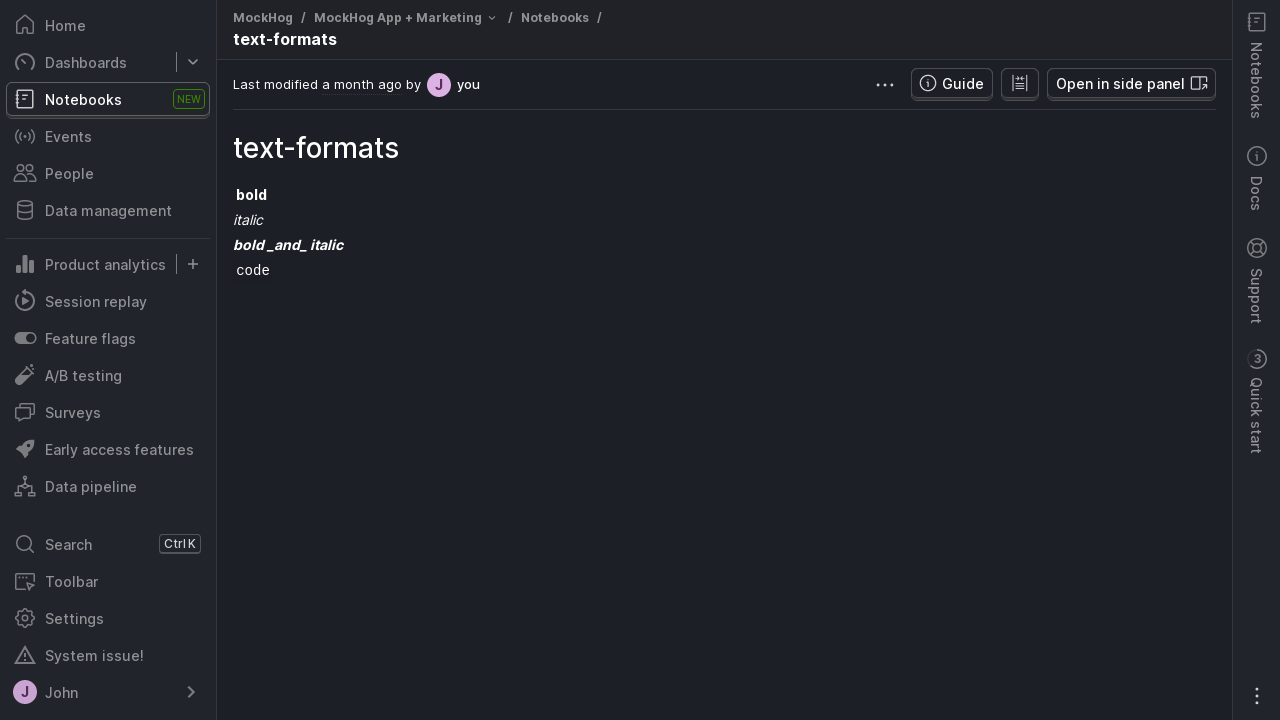 Home
Dashboards
Notebooks NEW
Events
People
Data management
Product analytics
Session replay
Feature flags
A/B testing
Surveys
Early access features
Data pipeline
Search Ctrl K
Toolbar
Settings
System issue!
J John
MockHog / MockHog App + Marketing / Notebooks /
text-formats
Last modified a month ago by J you
Guide
Open in side panel
text-formats
bold
italic
bold _and_ italic
code
Notebooks
Docs
Support
3 Quick start